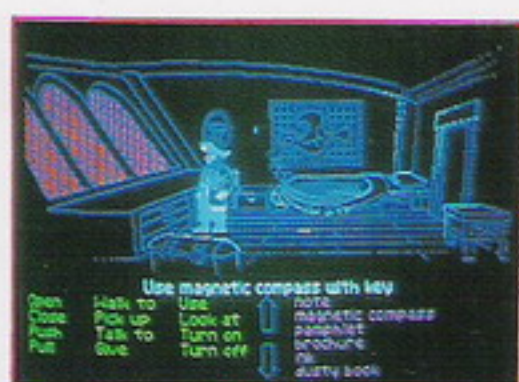 Use magnetic compass with key
Open Walk to Use note
Close Pick up Look at magnetic compass
Push Talk to Turn on pamphlet
Pull Give Turn off brochure
ink
dusty book